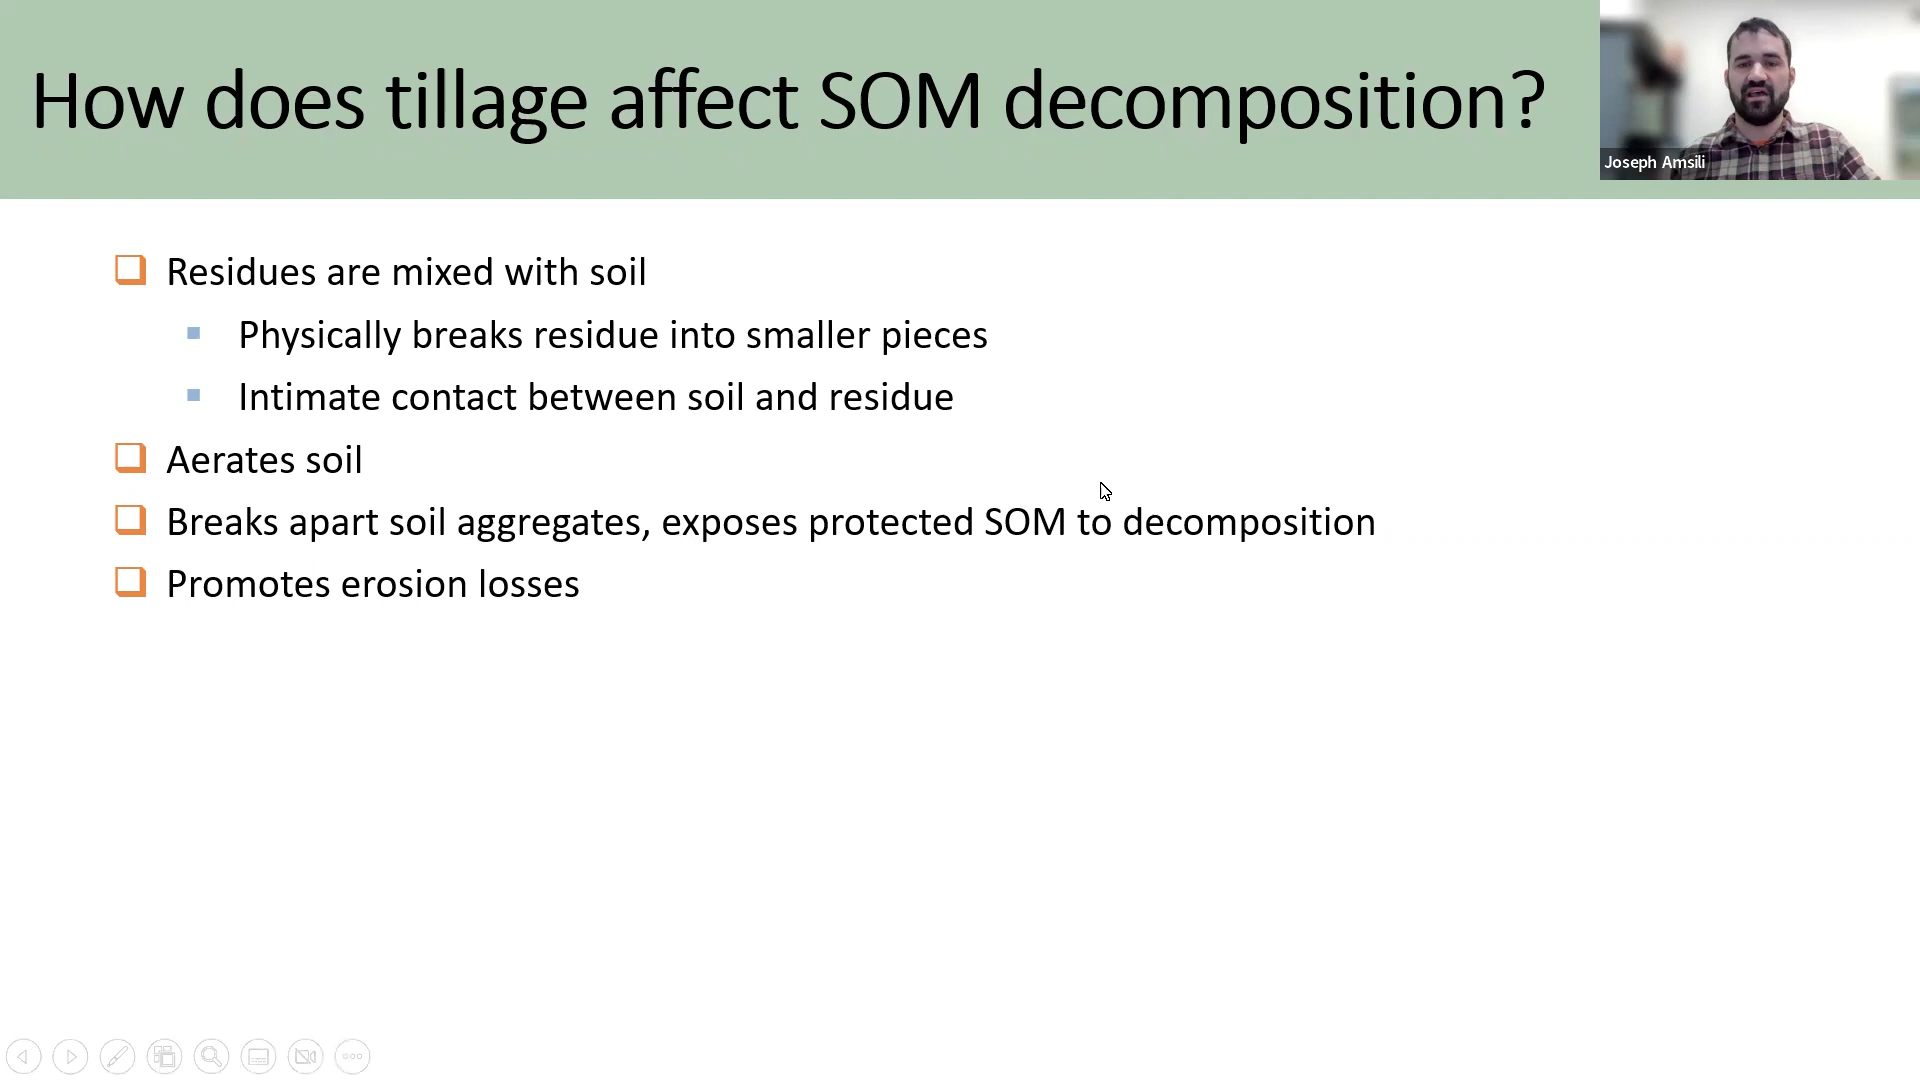 How does tillage affect SOM decomposition?
Joseph Amsili
Residues are mixed with soil
Physically breaks residue into smaller pieces
Intimate contact between soil and residue
Aerates soil
Breaks apart soil aggregates, exposes protected SOM to decomposition
Promotes erosion losses